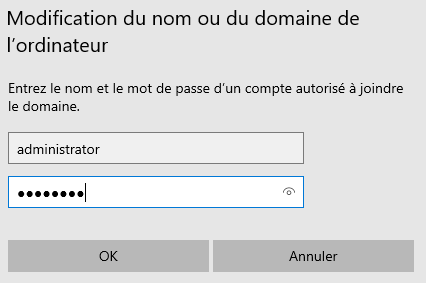 Modification du nom ou du domaine de
l’ordinateur
Entrez le nom et le mot de passe d’un compte autorisé à joindre
le domaine.
administrator
●●●●●●●●
OK
Annuler